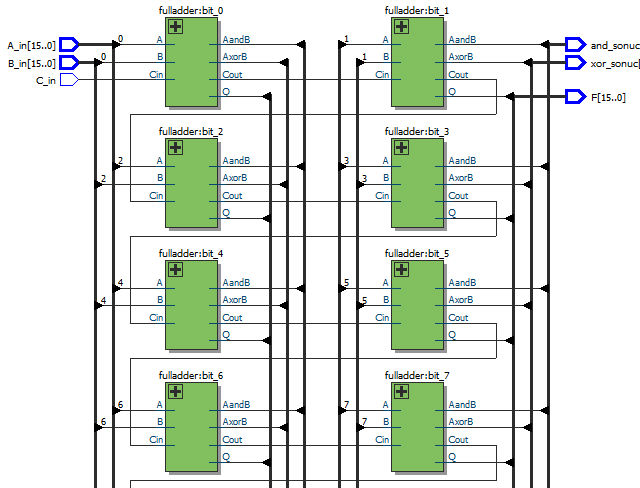 fulladder:bit_0 fulladder:bit_1
A_in[15..0] 0 A AandB 1 A AandB and_sonuc
B_in[15..0] 0 B AxorB 1 B AxorB xor_sonuc[
C_in Cin Cout Cin Cout
Q Q F[15..0]
fulladder:bit_2 fulladder:bit_3
2 A AandB 3 A AandB
2 B AxorB 3 B AxorB
Cin Cout Cin Cout
Q Q
fulladder:bit_4 fulladder:bit_5
4 A AandB 5 A AandB
4 B AxorB 5 B AxorB
Cin Cout Cin Cout
Q Q
fulladder:bit_6 fulladder:bit_7
6 A AandB 7 A AandB
6 B AxorB 7 B AxorB
Cin Cout Cin Cout
Q Q